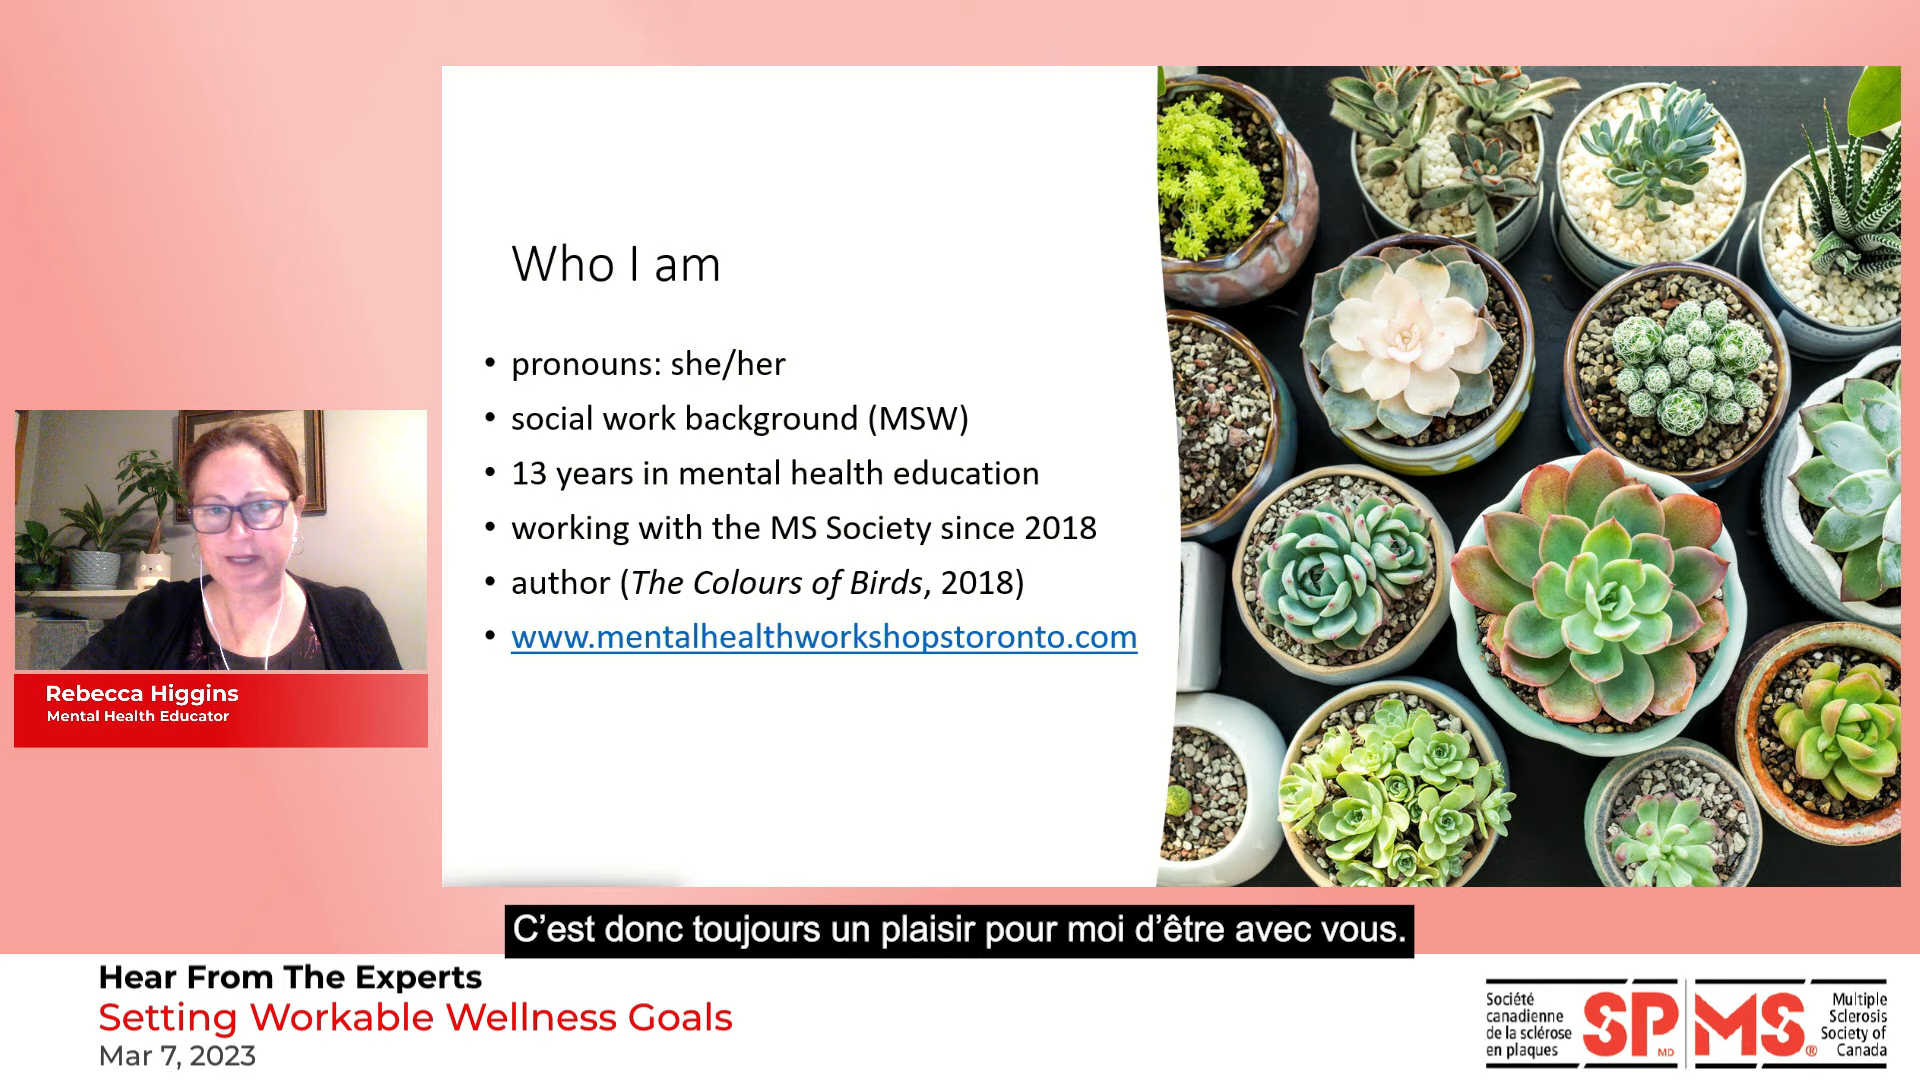 Who I am
• pronouns: she/her
• social work background (MSW)
• 13 years in mental health education
• working with the MS Society since 2018
• author (The Colours of Birds, 2018)
• www.mentalhealthworkshopstoronto.com
Rebecca Higgins
Mental Health Educator
C’est donc toujours un plaisir pour moi d’être avec vous.
Hear From The Experts
Setting Workable Wellness Goals
Mar 7, 2023
Société
canadienne
de la sclérose
en plaques
SP MD
MS ®
Multiple
Sclerosis
Society of
Canada